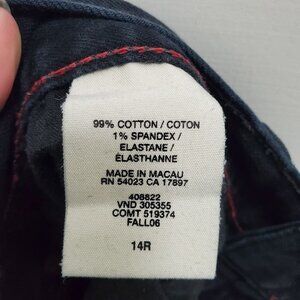 99% COTTON / COTON
1% SPANDEX /
ELASTANE /
ÉLASTHANNE
MADE IN MACAU
RN 54023 CA 17897
408822
VND 305355
COMT 519374
FALL06
14R